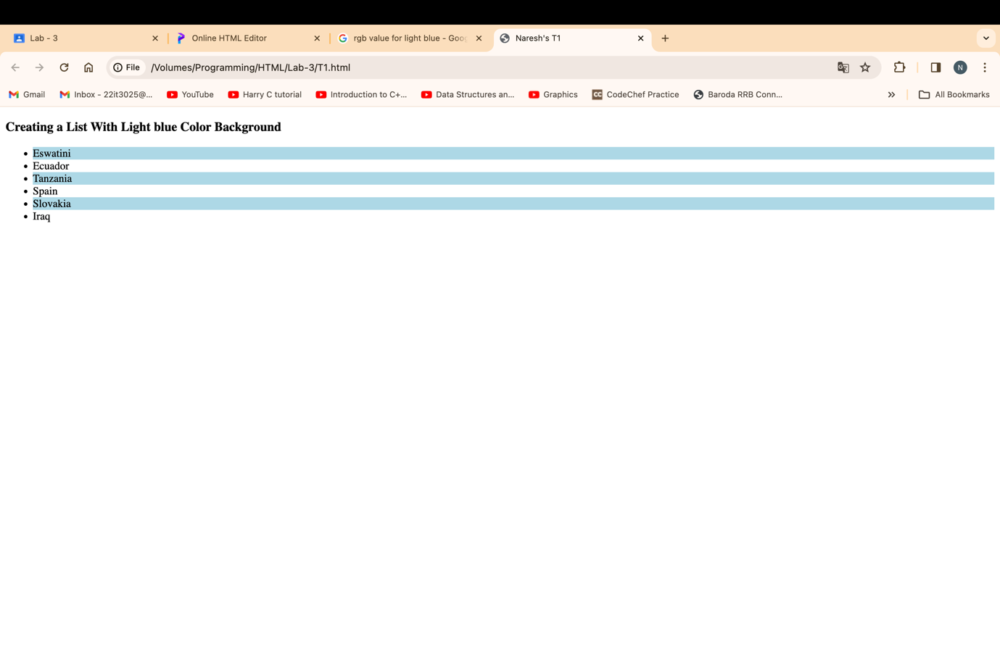 Lab - 3
Online HTML Editor
rgb value for light blue - Goo
Naresh's T1
File
/Volumes/Programming/HTML/Lab-3/T1.html
N
Gmail
Inbox - 22it3025@...
YouTube
Harry C tutorial
Introduction to C+...
Data Structures an...
Graphics
CC
CodeChef Practice
Baroda RRB Conn...
All Bookmarks
Creating a List With Light blue Color Background
• Eswatini
• Ecuador
• Tanzania
• Spain
• Slovakia
• Iraq